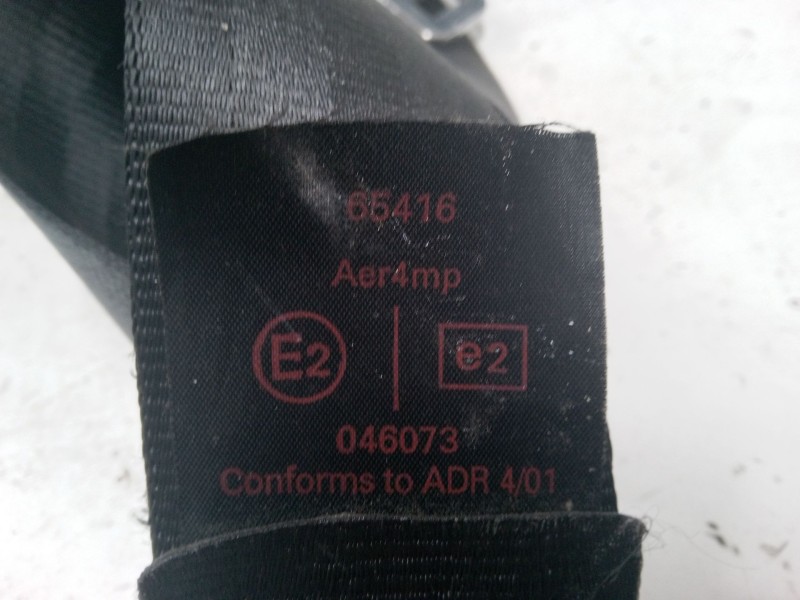 65416
Aer4mp
E2 e2
046073
Conforms to ADR 4/01